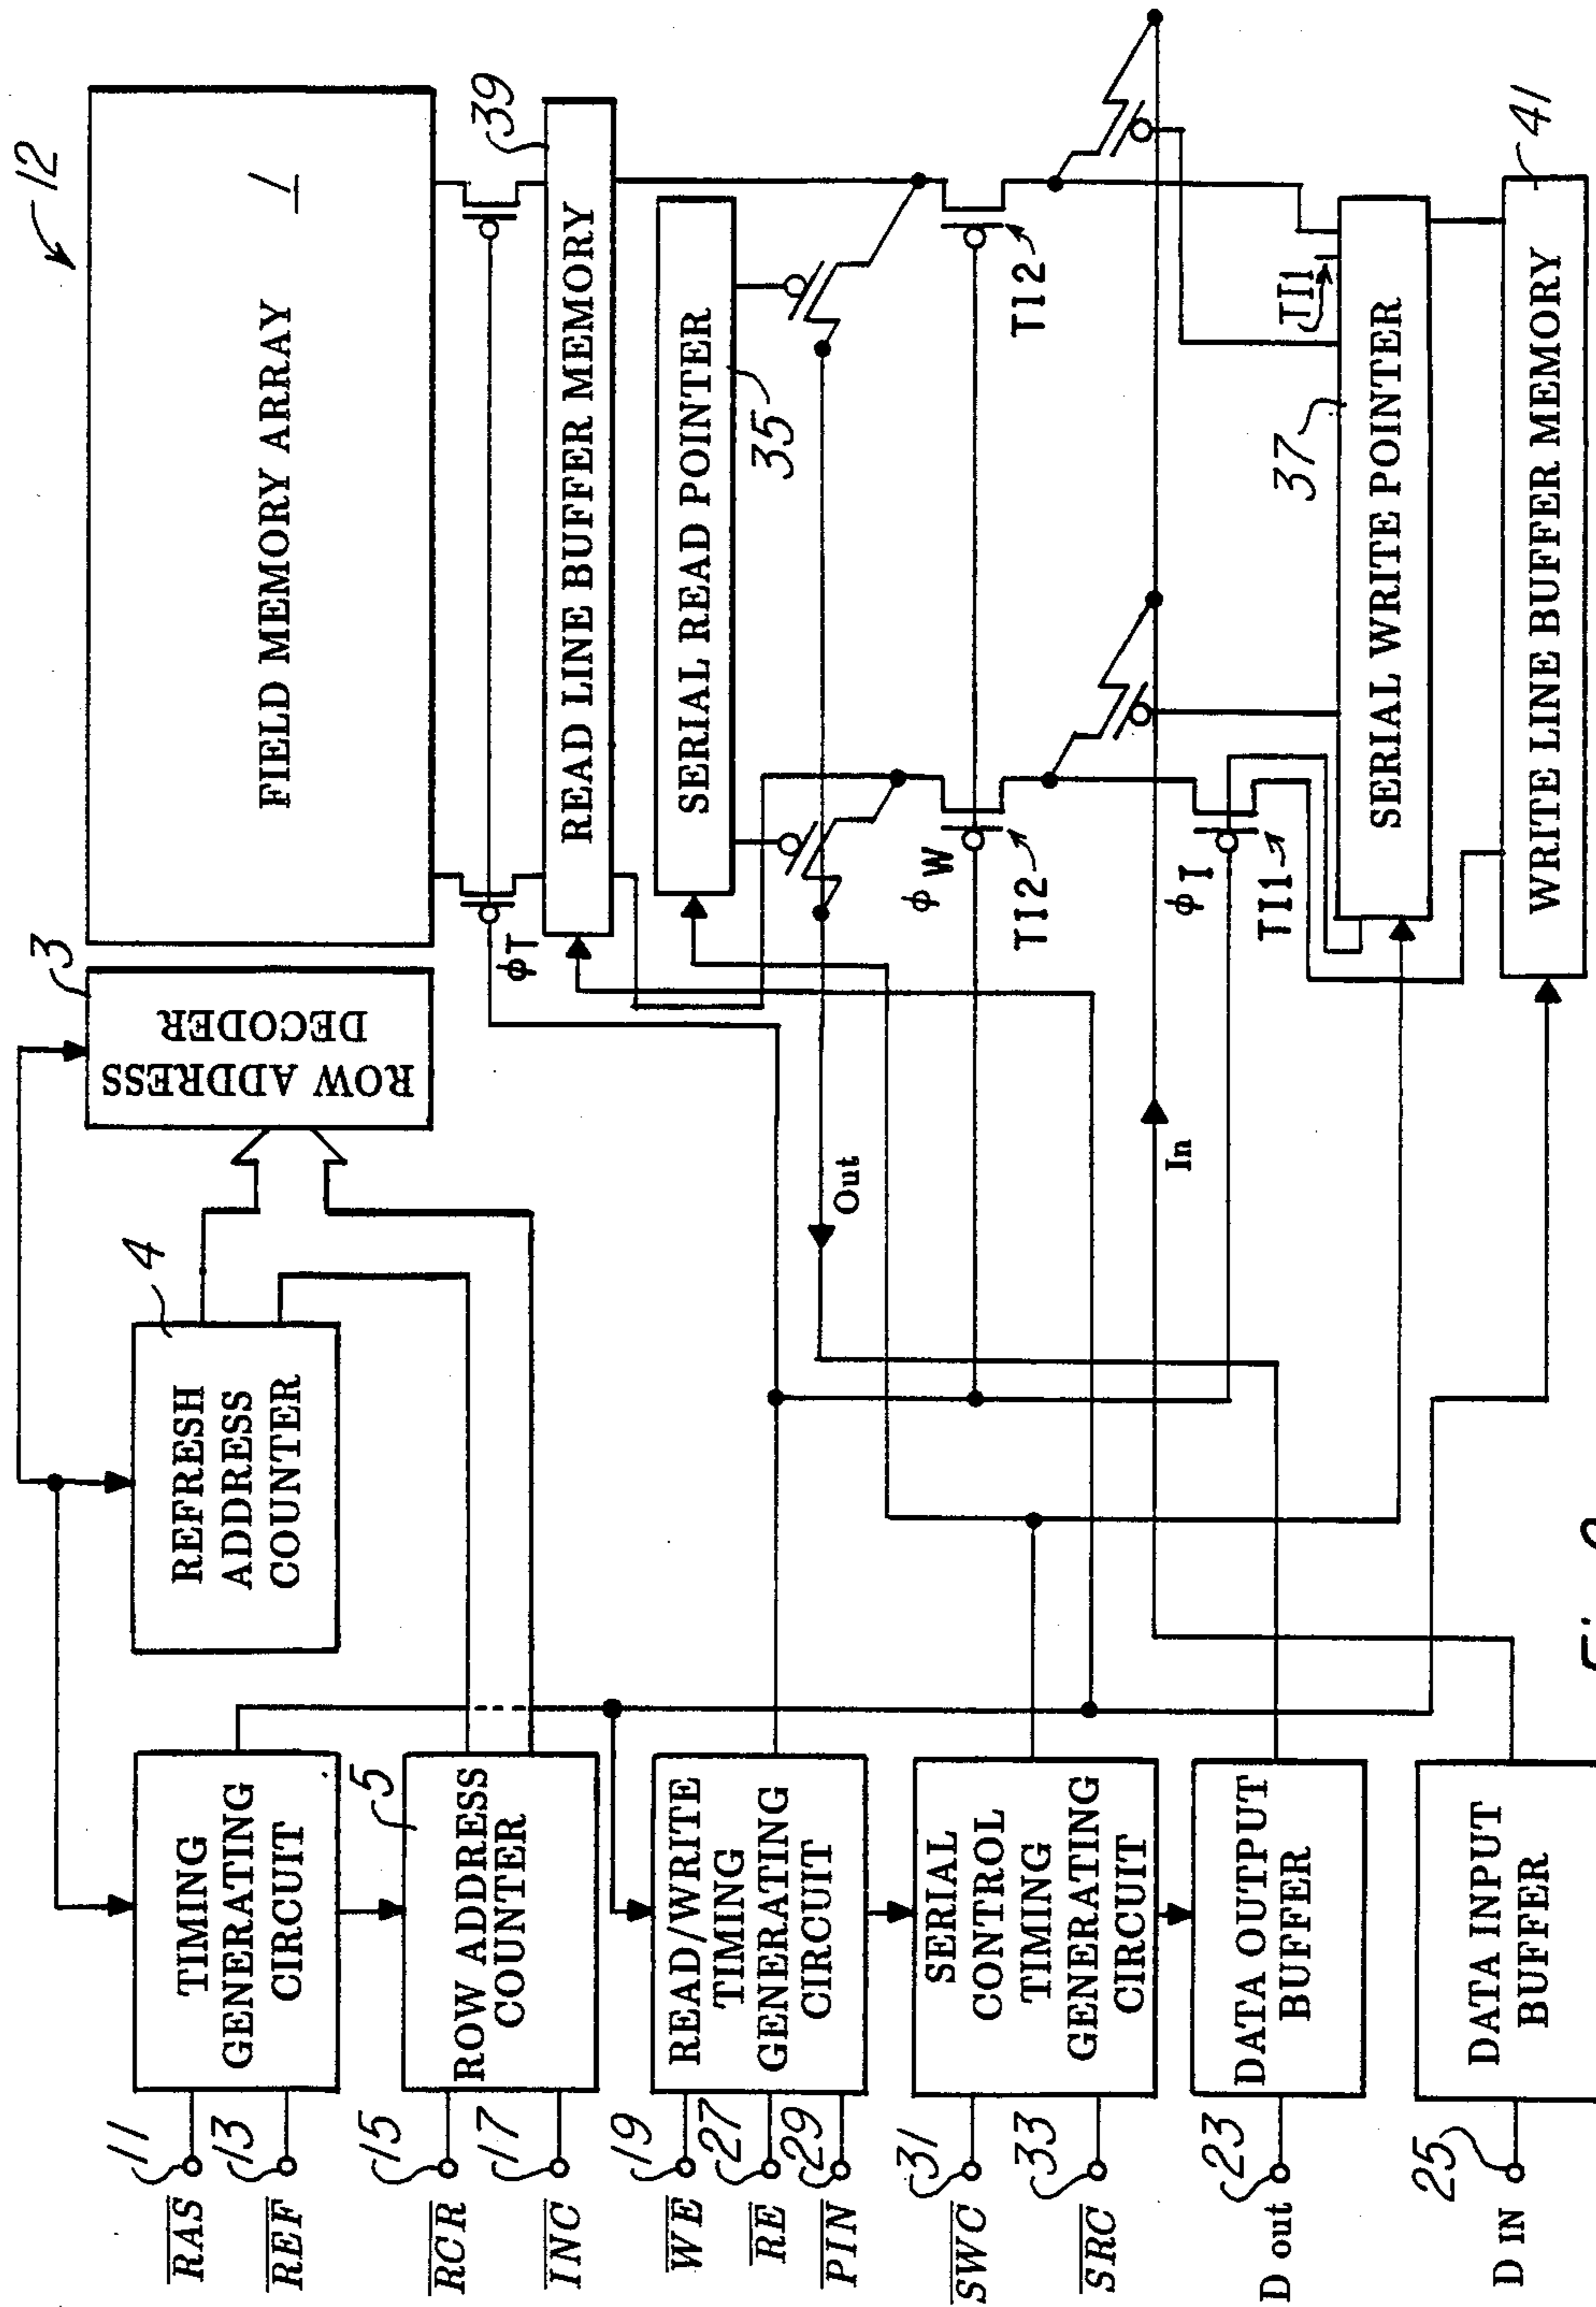 12
FIELD MEMORY ARRAY
1
3
ROW ADDRESS
DECODER
4
REFRESH
ADDRESS
COUNTER
39
ϕT
READ LINE BUFFER MEMORY
SERIAL READ POINTER
35
Out
ϕW
TI2
TI2
In
ϕI
TI1
TI1
37
SERIAL WRITE POINTER
WRITE LINE BUFFER MEMORY
41
TIMING
GENERATING
CIRCUIT
5
ROW ADDRESS
COUNTER
READ/WRITE
TIMING
GENERATING
CIRCUIT
SERIAL
CONTROL
TIMING
GENERATING
CIRCUIT
DATA OUTPUT
BUFFER
DATA INPUT
BUFFER
11
RAS
13
REF
15
RCR
17
INC
19
WE
27
RE
29
PIN
31
SWC
33
SRC
23
D out
25
D IN